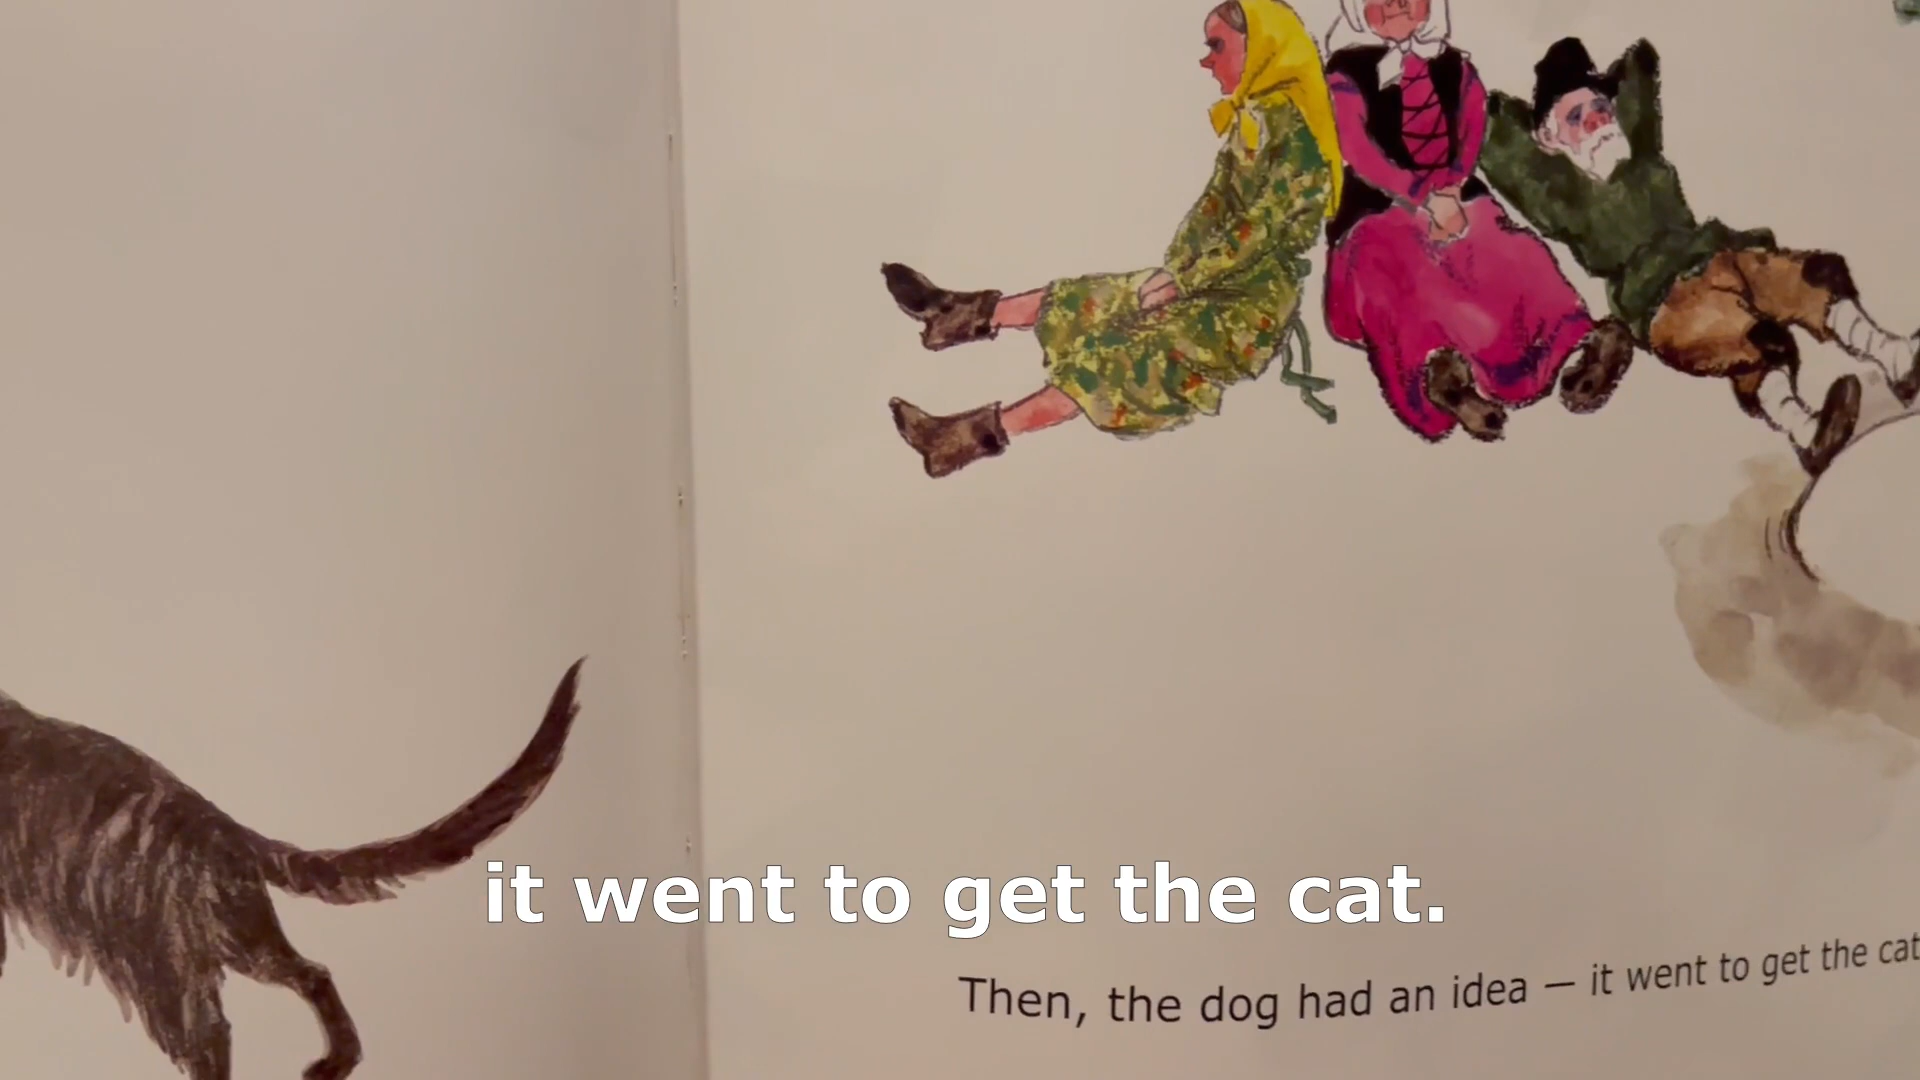 it went to get the cat.
Then, the dog had an idea — it went to get the cat